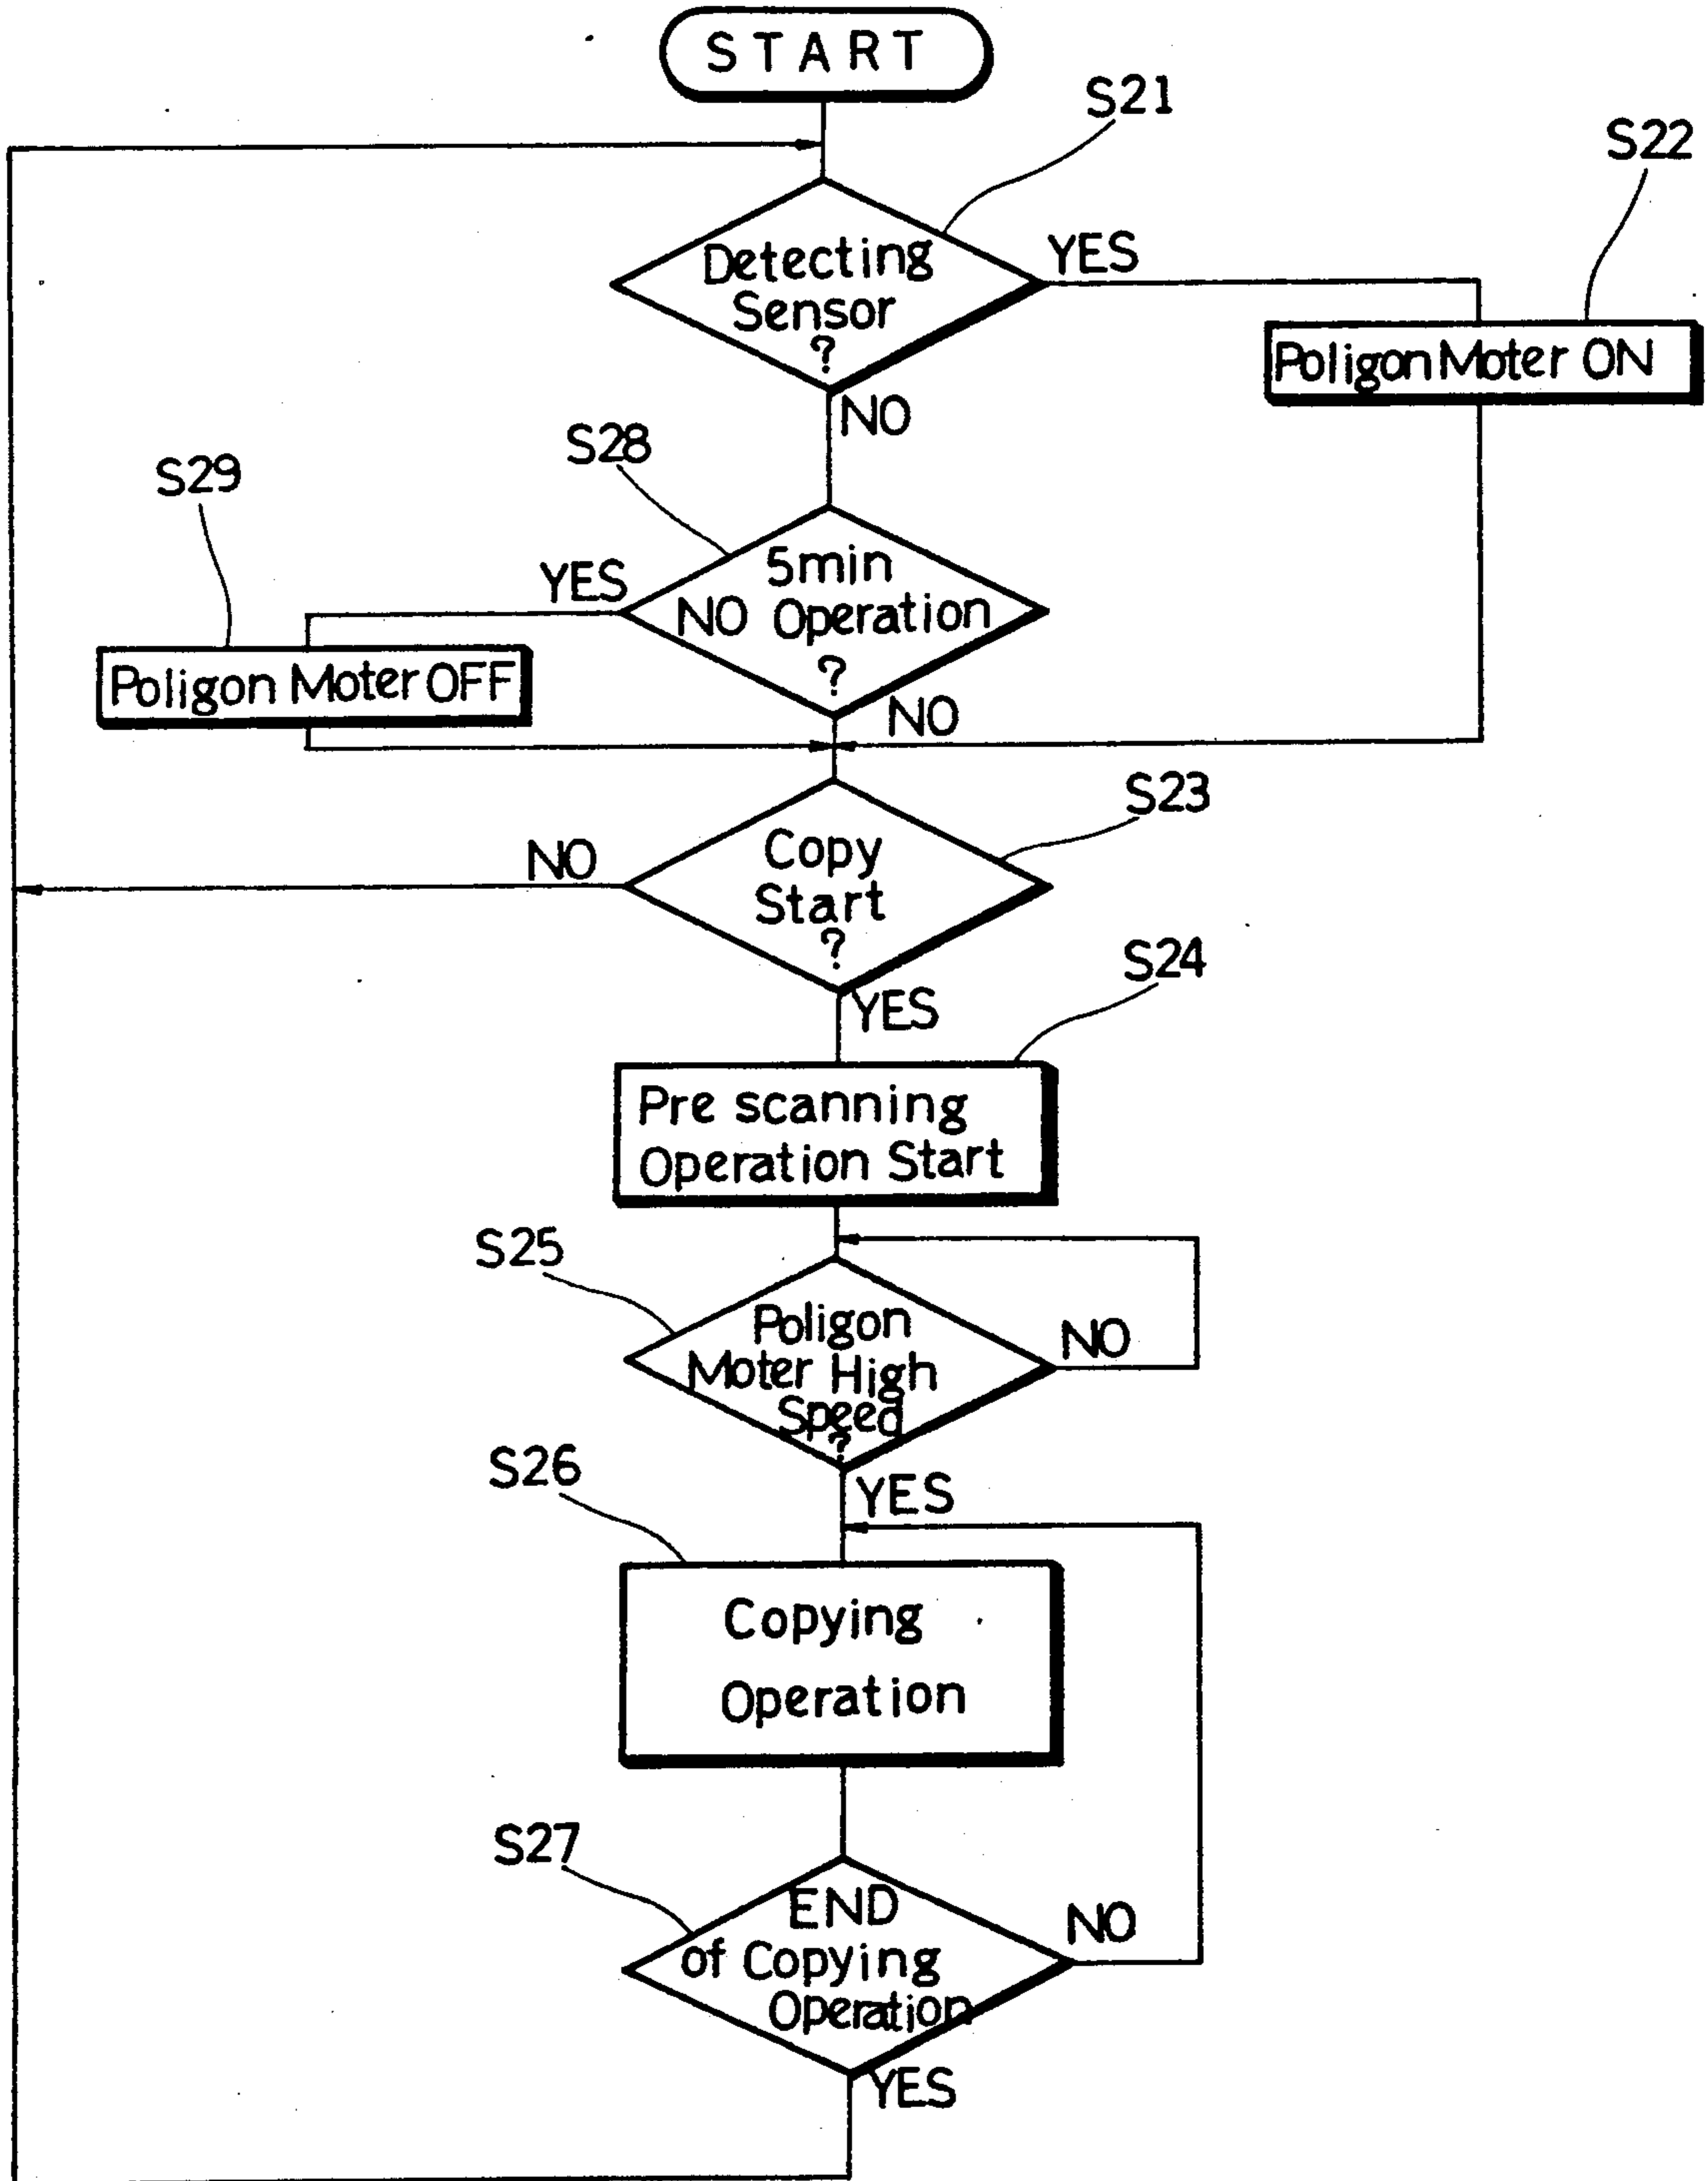 START
S21
S22
Detecting
Sensor
?
YES
Poligon Moter ON
NO
S28
S29
5min
NO Operation
?
YES
Poligon Moter OFF
NO
S23
Copy
Start
?
NO
S24
YES
Pre scanning
Operation Start
S25
Poligon
Moter High
Speed
?
NO
S26
YES
Copying
Operation
S27
END
of Copying
Operation
NO
YES